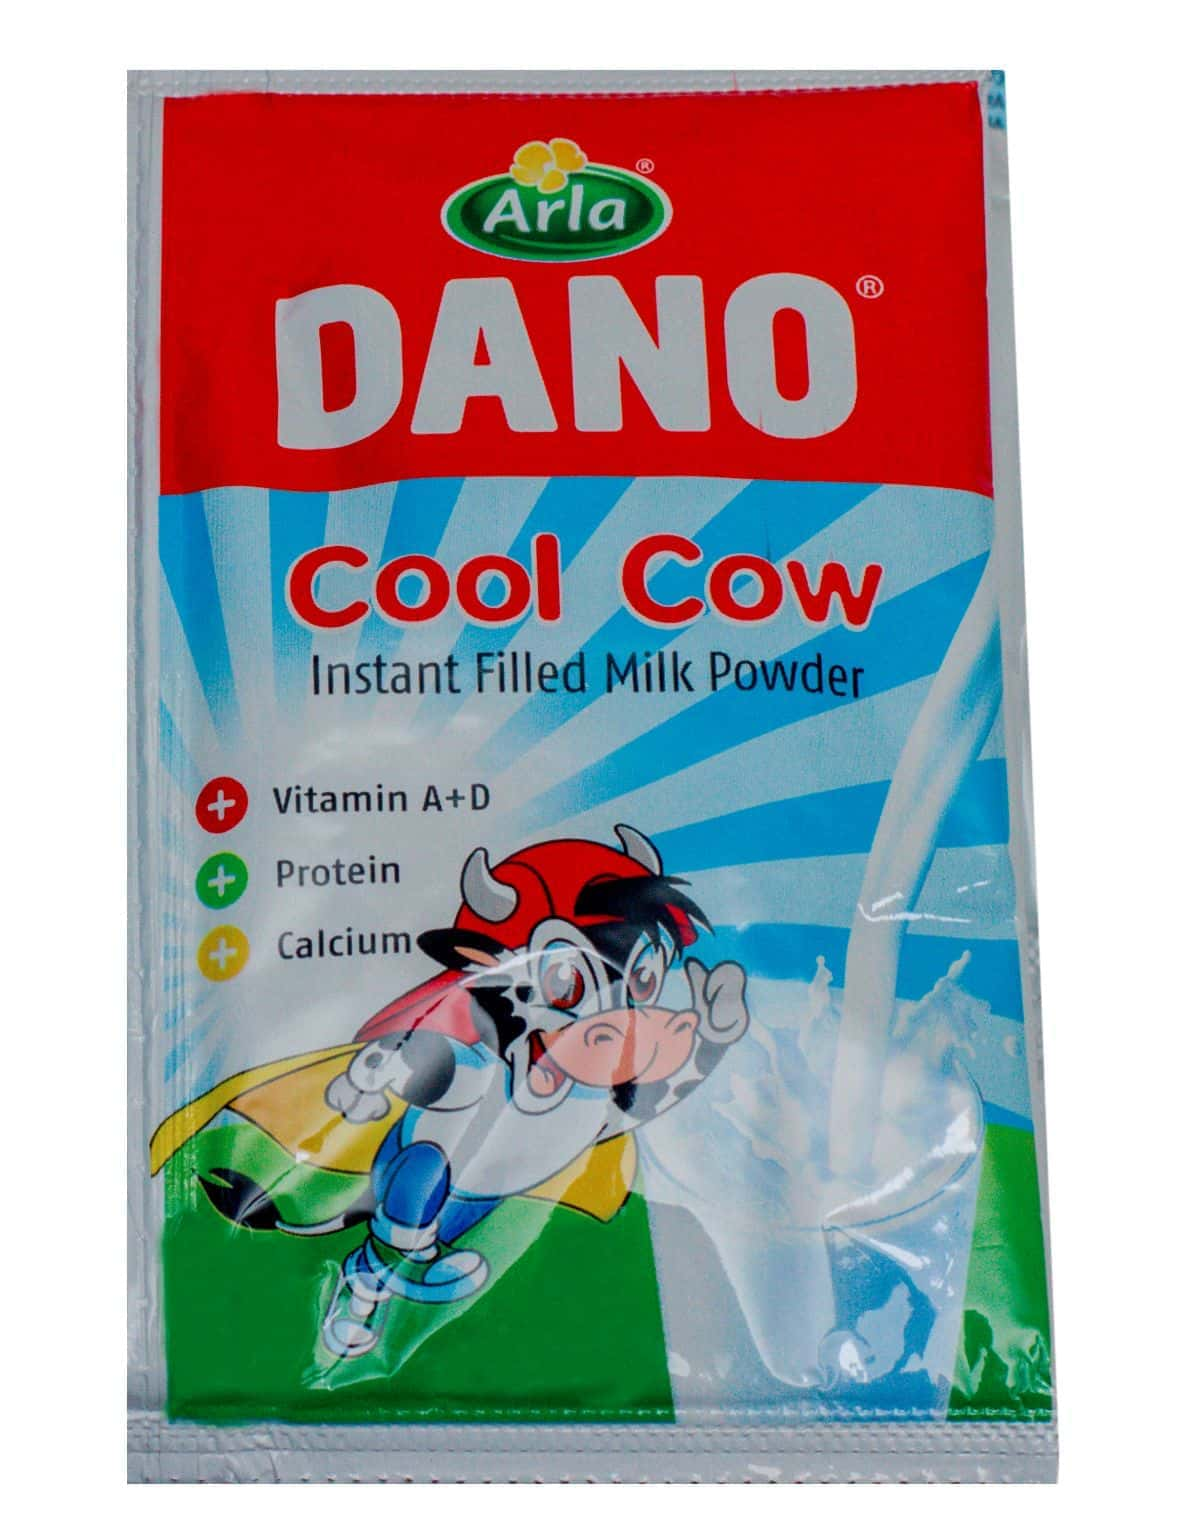 Arla ®
DANO ®
Cool Cow
Instant Filled Milk Powder
+ Vitamin A+D
+ Protein
+ Calcium